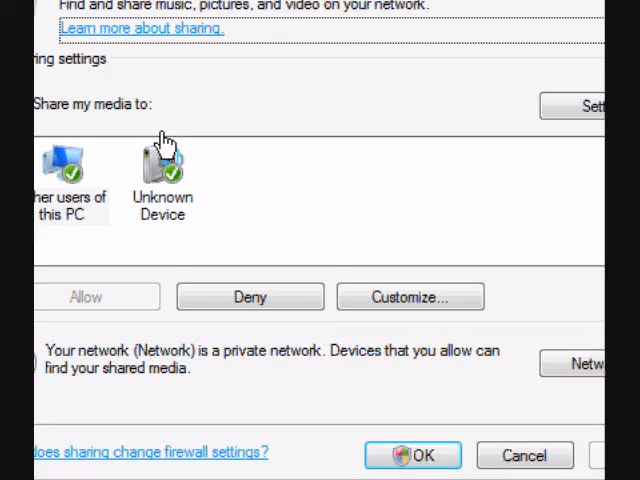 Find and share music, pictures, and video on your network.
Learn more about sharing.
ring settings
Share my media to:
Sett
her users of
this PC
Unknown
Device
Allow
Deny
Customize...
Your network (Network) is a private network. Devices that you allow can
find your shared media.
Netw
does sharing change firewall settings?
OK
Cancel